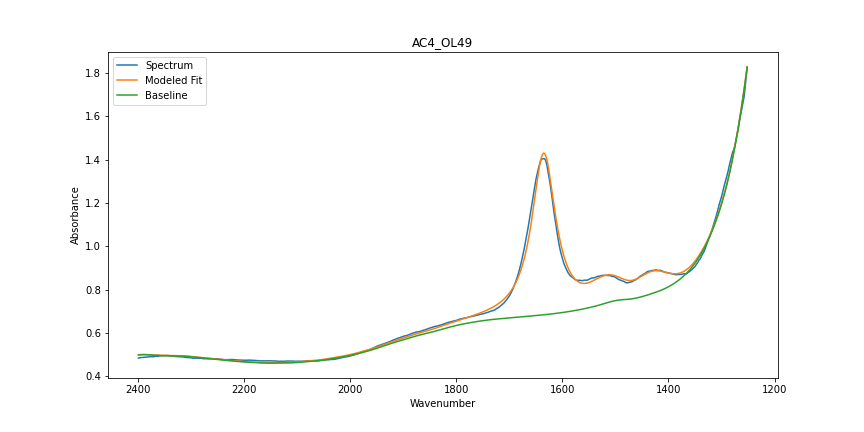 AC4_OL49
Spectrum
Modeled Fit
Baseline
Absorbance
1.8
1.6
1.4
1.2
1.0
0.8
0.6
0.4
2400 2200 2000 1800 1600 1400 1200
Wavenumber